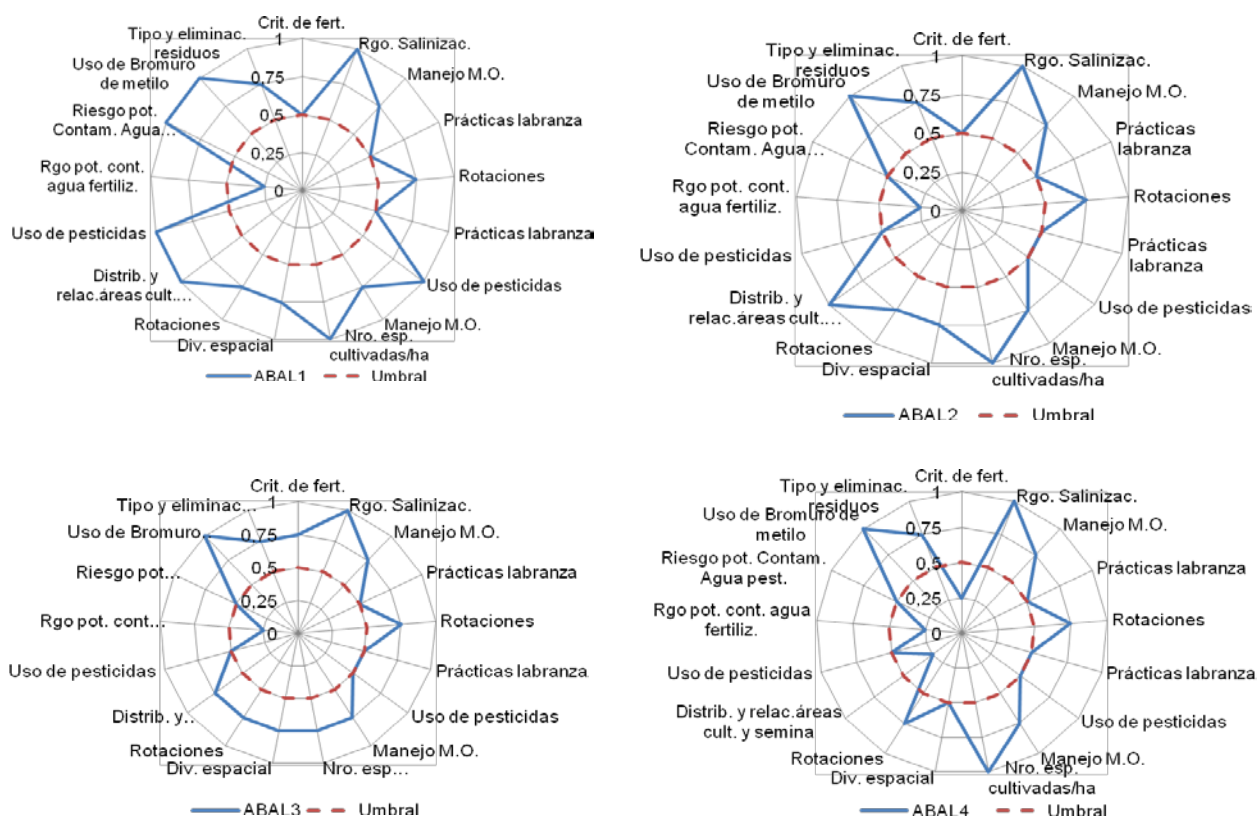 Crit. de fert.
1
Tipo y eliminac.
residuos
Rgo. Salinizac.
Uso de Bromuro
de metilo
0,75
Manejo M.O.
Riesgo pot.
Contam. Agua...
0,5
Prácticas labranza
0,25
Rgo pot. cont.
agua fertiliz.
0
Rotaciones
Uso de pesticidas
Prácticas labranza
Distrib. y
relac.áreas cult....
Uso de pesticidas
Rotaciones
Manejo M.O.
Div. espacial
Nro. esp.
cultivadas/ha
ABAL1
Umbral
Crit. de fert.
1
Tipo y eliminac.
residuos
Rgo. Salinizac.
Uso de Bromuro
de metilo
0,75
Manejo M.O.
Riesgo pot.
Contam. Agua...
0,5
Prácticas
labranza
0,25
Rgo pot. cont.
agua fertiliz.
0
Rotaciones
Uso de pesticidas
Prácticas
labranza
Distrib. y
relac.áreas cult....
Uso de pesticidas
Rotaciones
Manejo M.O.
Div. espacial
Nro. esp.
cultivadas/ha
ABAL2
Umbral
Crit. de fert.
1
Tipo y eliminac...
Rgo. Salinizac.
Uso de Bromuro
0,75
Manejo M.O.
Riesgo pot...
0,5
Prácticas labranza
0,25
Rgo pot. cont...
0
Rotaciones
Uso de pesticidas
Prácticas labranza
Distrib. y..
Uso de pesticidas
Rotaciones
Manejo M.O.
Div. espacial
Nro. esp...
ABAL3
Umbral
Crit. de fert.
1
Tipo y eliminac.
residuos
Rgo. Salinizac.
Uso de Bromuro de
metilo
0,75
Manejo M.O.
Riesgo pot. Contam.
Agua pest.
0,5
Prácticas labranza
0,25
Rgo pot. cont. agua
fertiliz.
0
Rotaciones
Uso de pesticidas
Prácticas labranza
Distrib. y relac.áreas
cult. y semina
Uso de pesticidas
Rotaciones
Manejo M.O.
Div. espacial
Nro. esp.
cultivadas/ha
ABAL4
Umbral